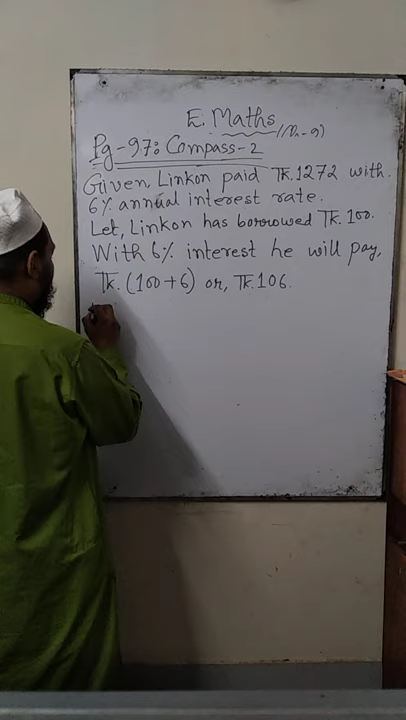 E. Maths
(Ch-9)
Pg-97: Compass-2
Given, Linkon paid Tk.1272 with
6% annual interest rate.
Let, Linkon has borrowed Tk. 100.
With 6% interest he will pay,
Tk. (100+6) or, Tk.106.